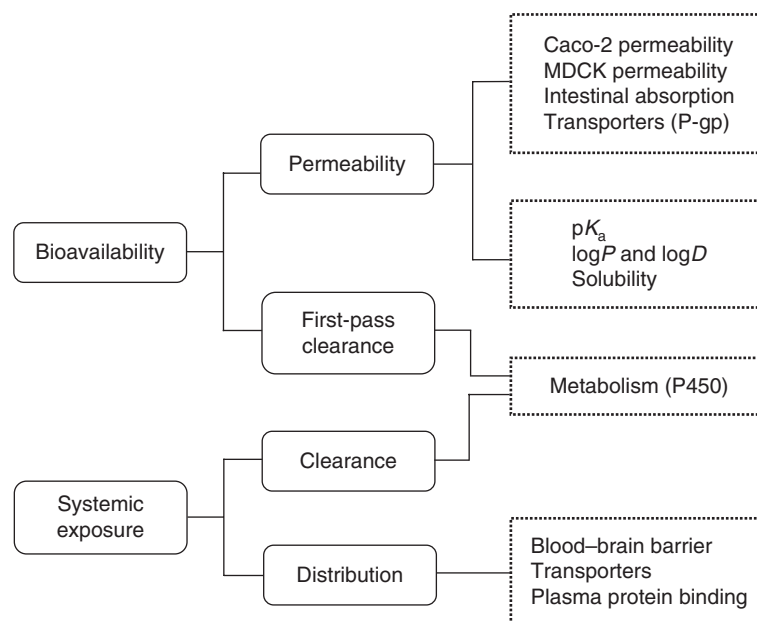 Caco-2 permeability
MDCK permeability
Intestinal absorption
Transporters (P-gp)
Permeability
Bioavailability
pKa
logP and logD
Solubility
First-pass
clearance
Metabolism (P450)
Clearance
Systemic
exposure
Distribution
Blood–brain barrier
Transporters
Plasma protein binding